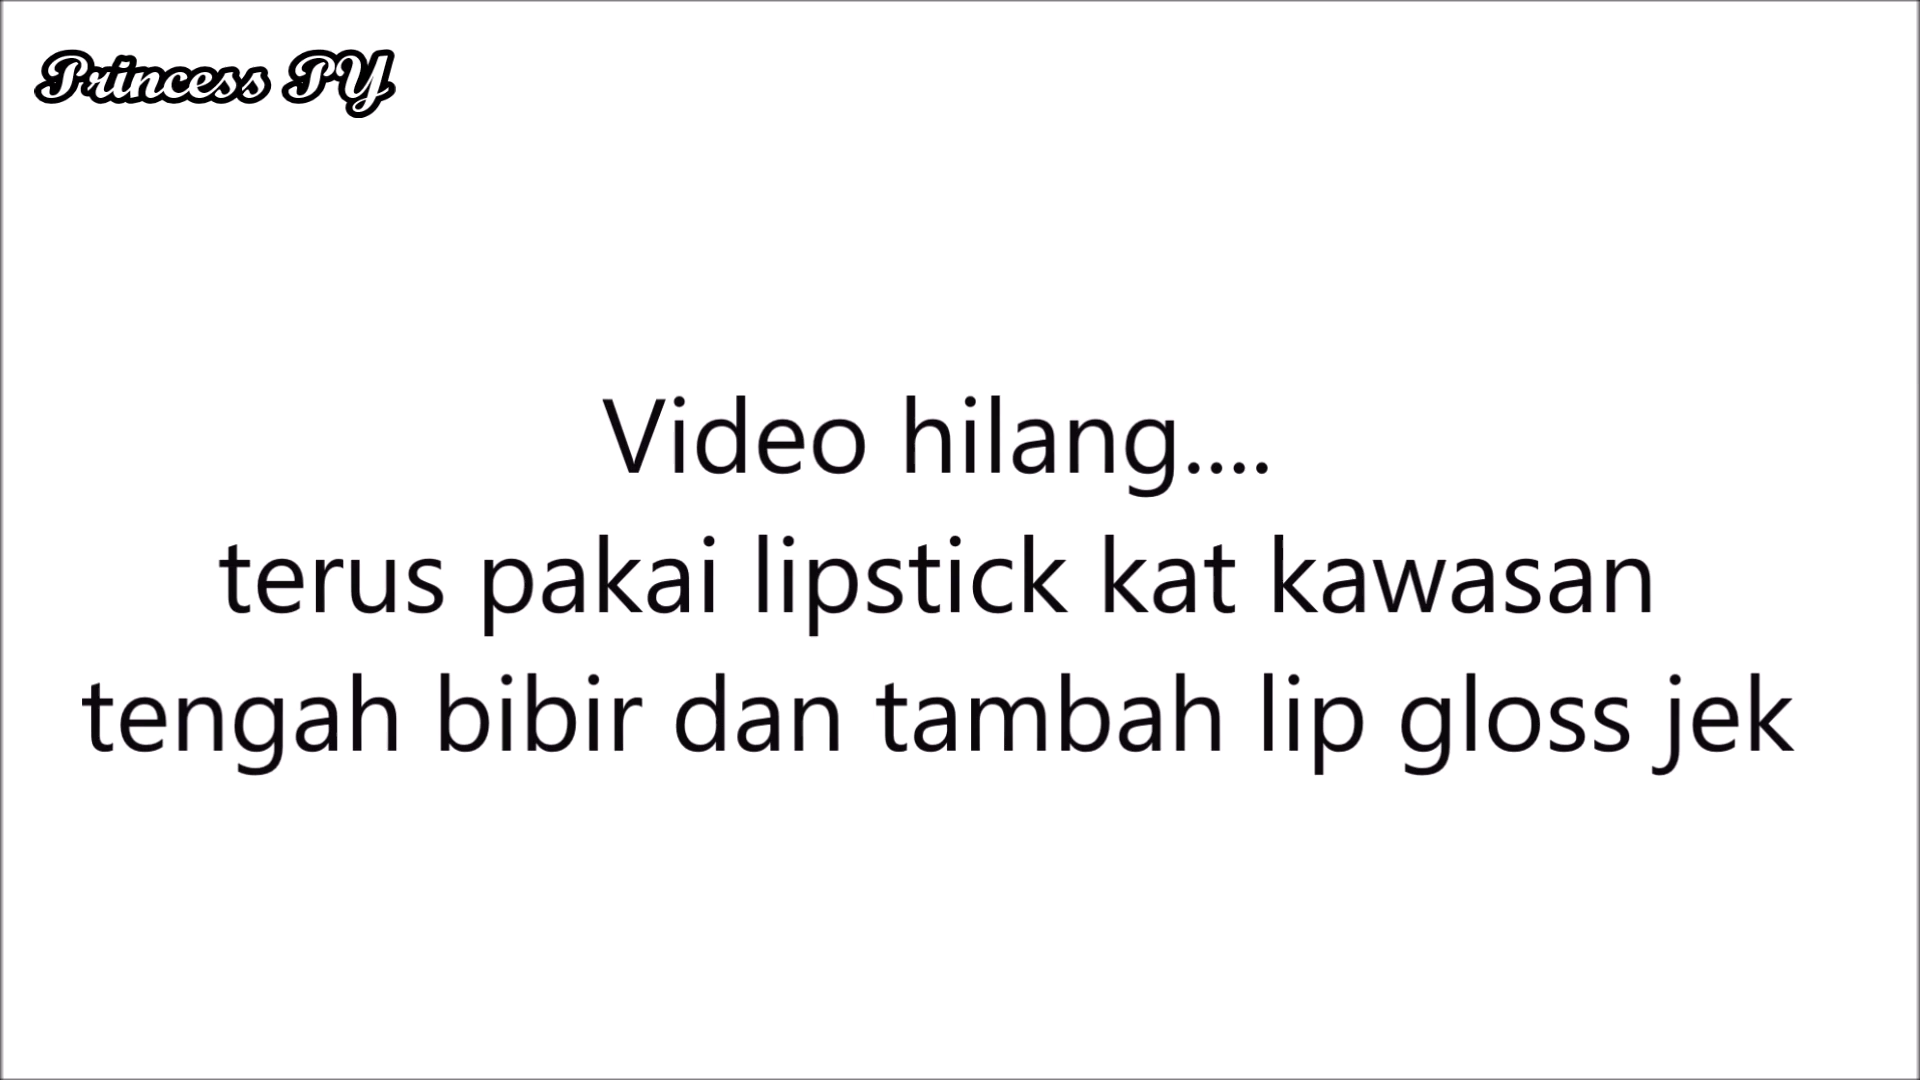 Princess PY
Video hilang....
terus pakai lipstick kat kawasan
tengah bibir dan tambah lip gloss jek